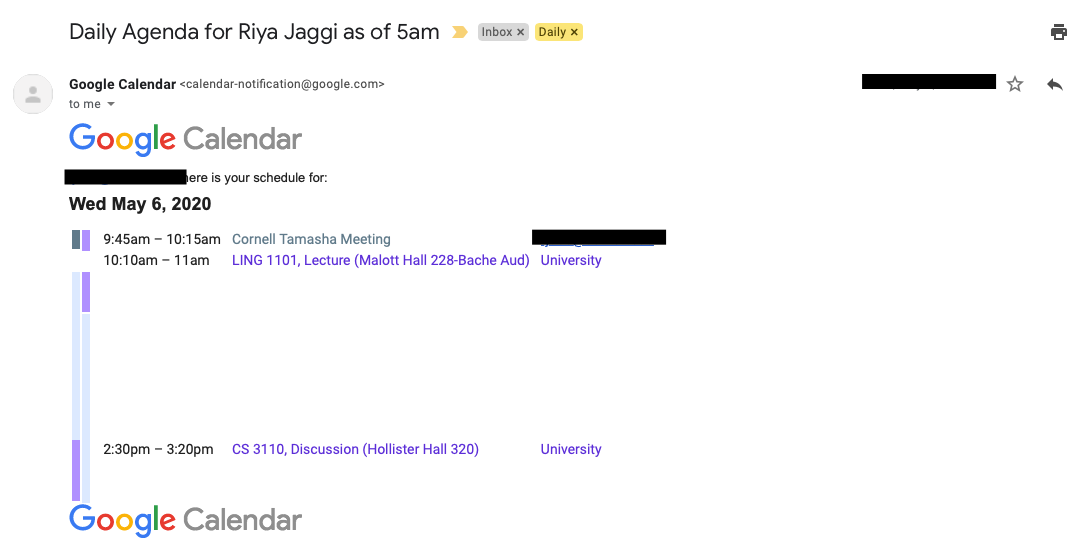 Daily Agenda for Riya Jaggi as of 5am Inbox × Daily ×
Google Calendar <calendar-notification@google.com>
to me
Google Calendar
here is your schedule for:
Wed May 6, 2020
9:45am – 10:15am Cornell Tamasha Meeting
10:10am – 11am LING 1101, Lecture (Malott Hall 228-Bache Aud) University
2:30pm – 3:20pm CS 3110, Discussion (Hollister Hall 320) University
Google Calendar